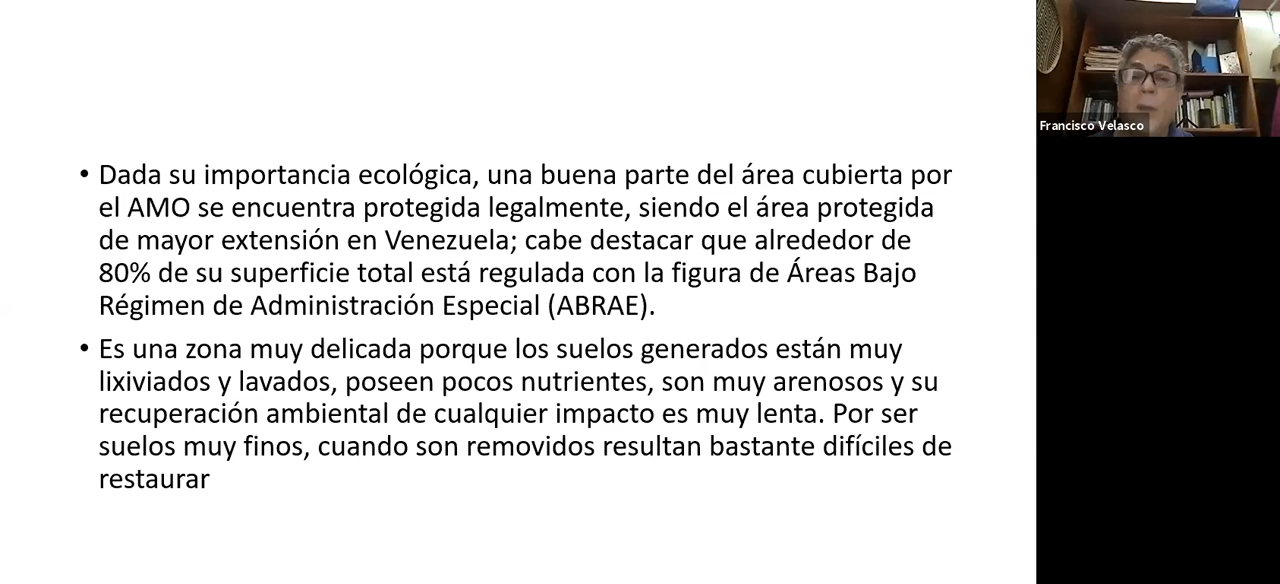 • Dada su importancia ecológica, una buena parte del área cubierta por
el AMO se encuentra protegida legalmente, siendo el área protegida
de mayor extensión en Venezuela; cabe destacar que alrededor de
80% de su superficie total está regulada con la figura de Áreas Bajo
Régimen de Administración Especial (ABRAE).
• Es una zona muy delicada porque los suelos generados están muy
lixiviados y lavados, poseen pocos nutrientes, son muy arenosos y su
recuperación ambiental de cualquier impacto es muy lenta. Por ser
suelos muy finos, cuando son removidos resultan bastante difíciles de
restaurar
Francisco Velasco